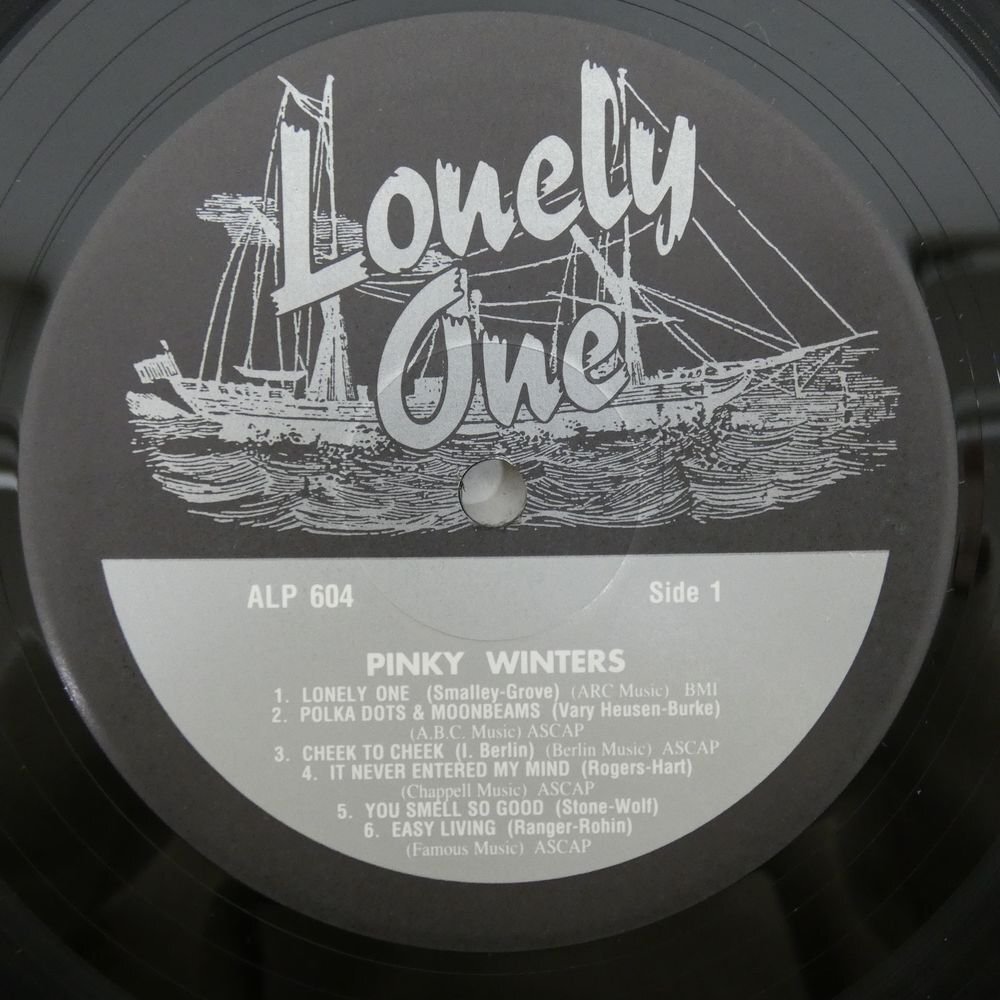 Lonely
One
ALP 604 Side 1
PINKY WINTERS
1. LONELY ONE (Smalley-Grove) (ARC Music) BMI
2. POLKA DOTS & MOONBEAMS (Vary Heusen-Burke)
(A.B.C. Music) ASCAP
3. CHEEK TO CHEEK (I. Berlin) (Berlin Music) ASCAP
4. IT NEVER ENTERED MY MIND (Rogers-Hart)
(Chappell Music) ASCAP
5. YOU SMELL SO GOOD (Stone-Wolf)
6. EASY LIVING (Ranger-Rohin)
(Famous Music) ASCAP